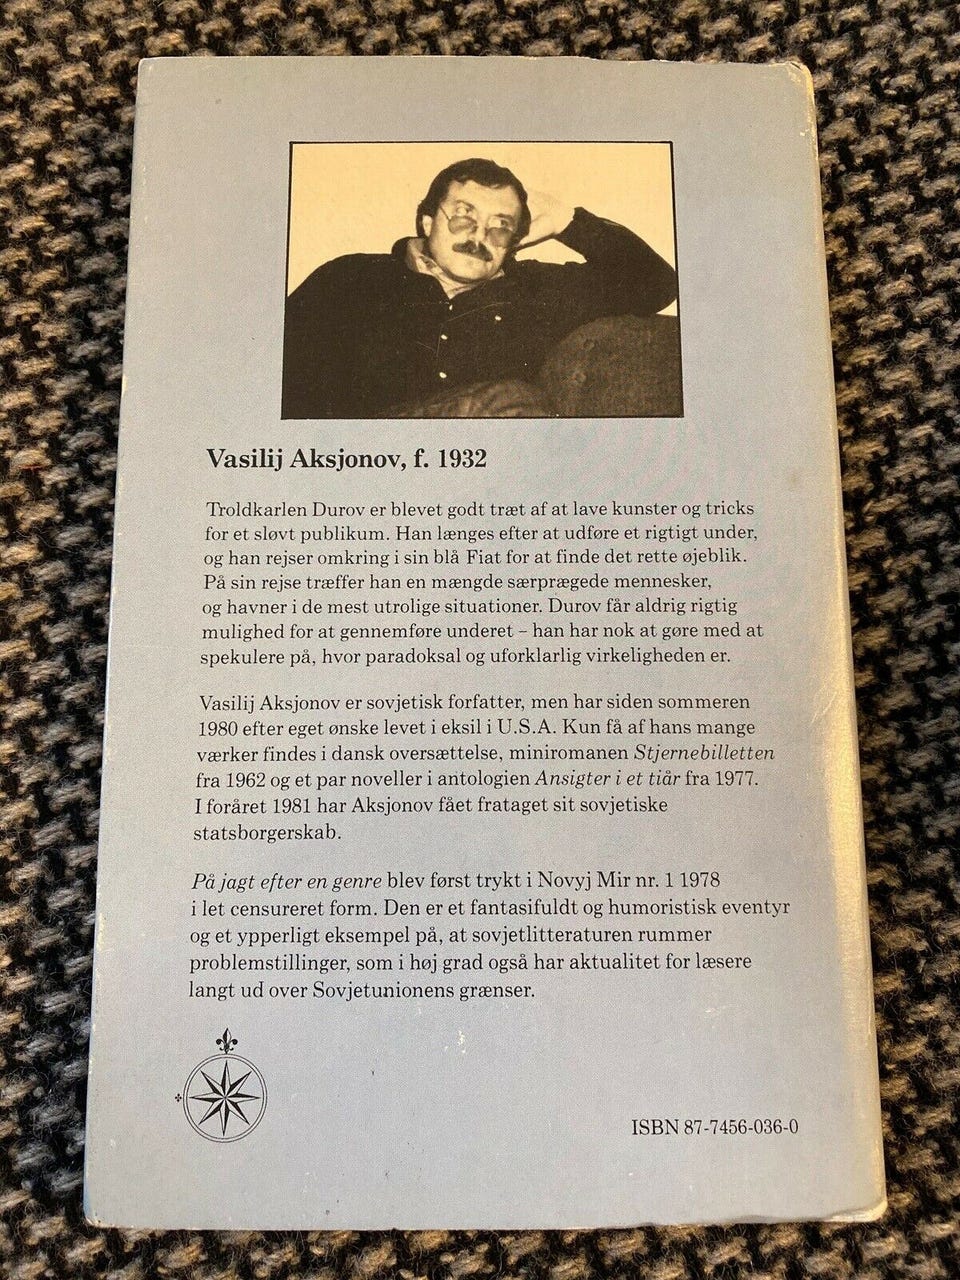 Vasilij Aksjonov, f. 1932
Troldkarlen Durov er blevet godt træt af at lave kunster og tricks
for et sløvt publikum. Han længes efter at udføre et rigtigt under,
og han rejser omkring i sin blå Fiat for at finde det rette øjeblik.
På sin rejse træffer han en mængde særprægede mennesker,
og havner i de mest utrolige situationer. Durov får aldrig rigtig
mulighed for at gennemføre underet – han har nok at gøre med at
spekulere på, hvor paradoksal og uforklarlig virkeligheden er.
Vasilij Aksjonov er sovjetisk forfatter, men har siden sommeren
1980 efter eget ønske levet i eksil i U.S.A. Kun få af hans mange
værker findes i dansk oversættelse, miniromanen Stjernebilletten
fra 1962 og et par noveller i antologien Ansigter i et tiår fra 1977.
I foråret 1981 har Aksjonov fået frataget sit sovjetiske
statsborgerskab.
På jagt efter en genre blev først trykt i Novyj Mir nr. 1 1978
i let censureret form. Den er et fantasifuldt og humoristisk eventyr
og et ypperligt eksempel på, at sovjetlitteraturen rummer
problemstillinger, som i høj grad også har aktualitet for læsere
langt ud over Sovjetunionens grænser.
ISBN 87-7456-036-0